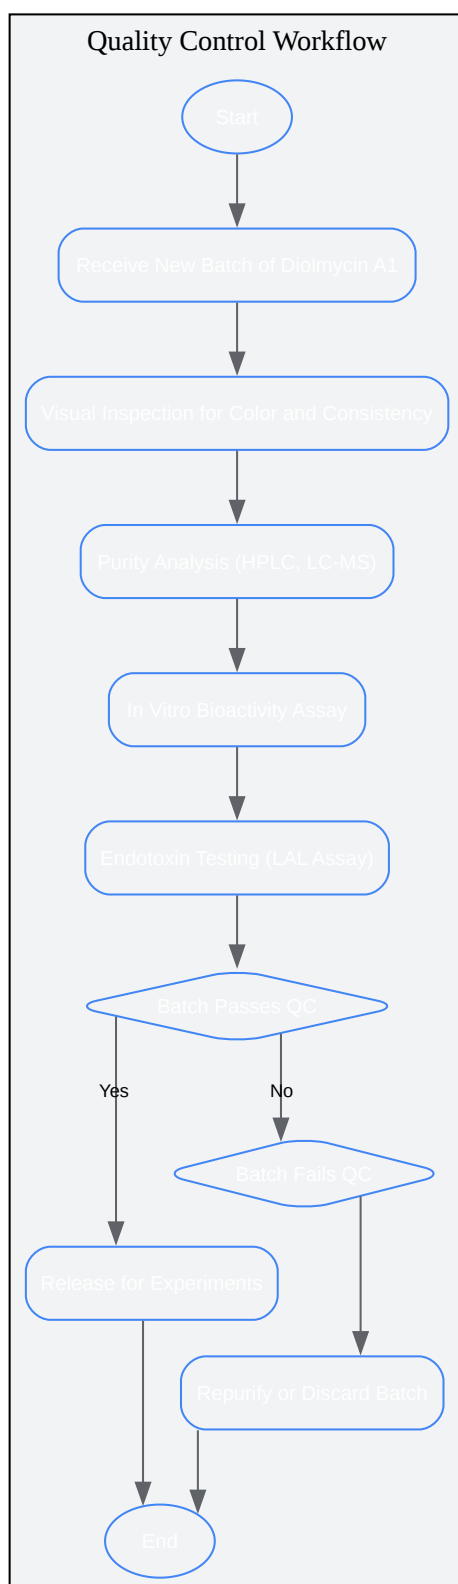 Quality Control Workflow
Start
Receive New Batch of Diolmycin A1
Visual Inspection for Color and Consistency
Purity Analysis (HPLC, LC-MS)
In Vitro Bioactivity Assay
Endotoxin Testing (LAL Assay)
Batch Passes QC
Yes
No
Batch Fails QC
Release for Experiments
Repurify or Discard Batch
End